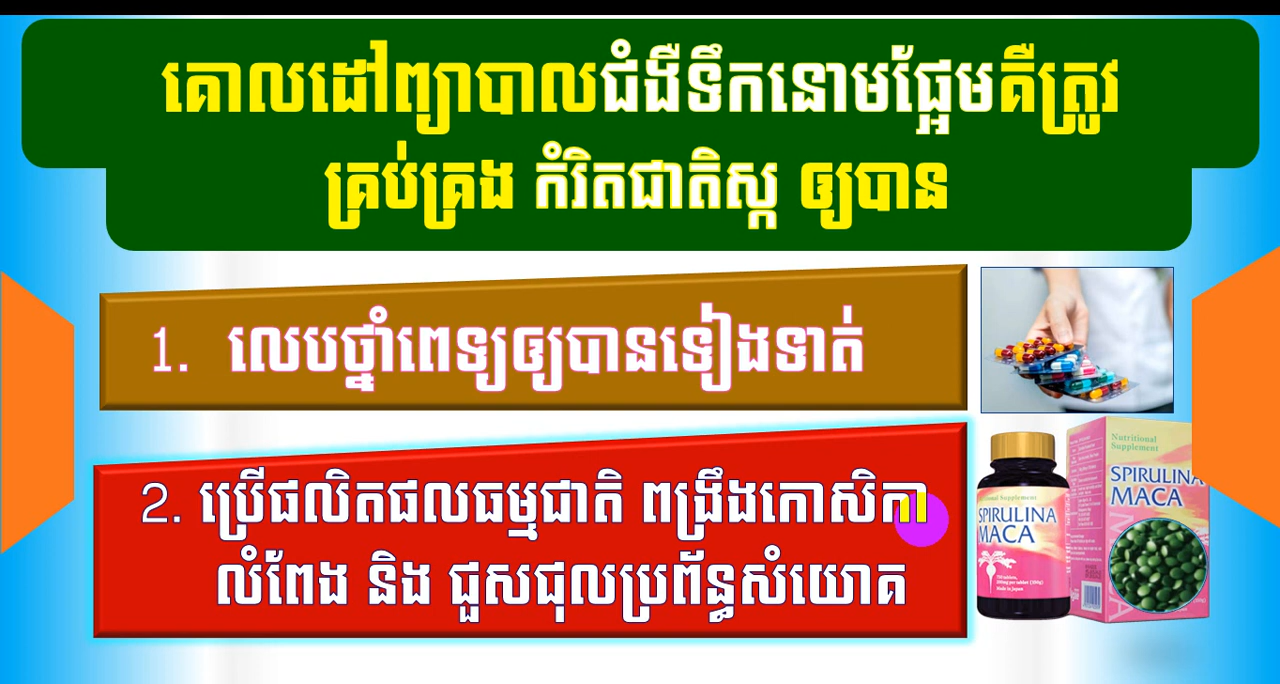 គោលដៅព្យាបាលជំងឺទឹកនោមផ្អែមគឺត្រូវ
គ្រប់គ្រង កំរិតជាតិស្ក ឲ្យបាន
1. លេបថ្នាំពេទ្យឲ្យបានទៀងទាត់
2. ប្រើផលិតផលធម្មជាតិ ពង្រឹងកោសិកា
លំពែង និង ជួសជុលប្រព័ន្ធសំយោគ
Nutritional
Supplement
SPIRULINA
MACA
Nutritional Supplement
SPIRULINA
MACA
Made in Japan